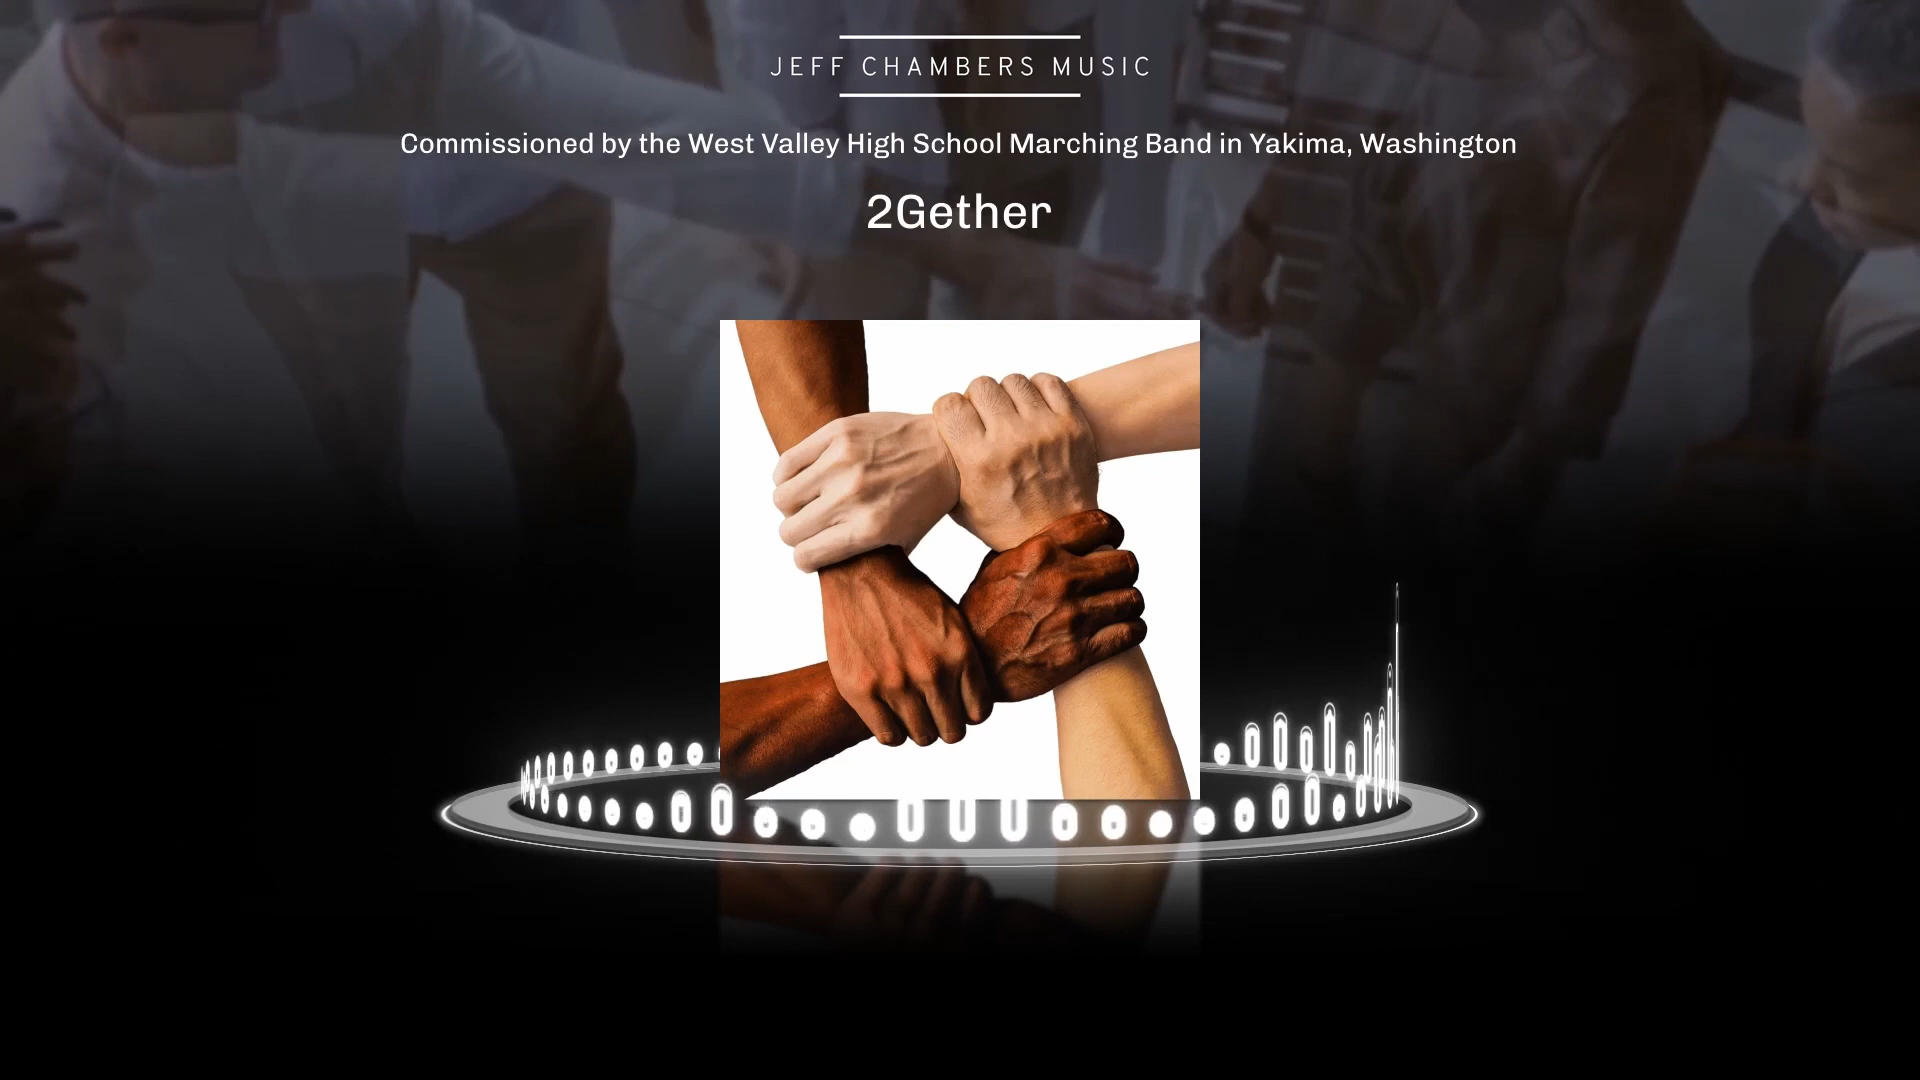 JEFF CHAMBERS MUSIC
Commissioned by the West Valley High School Marching Band in Yakima, Washington
2Gether